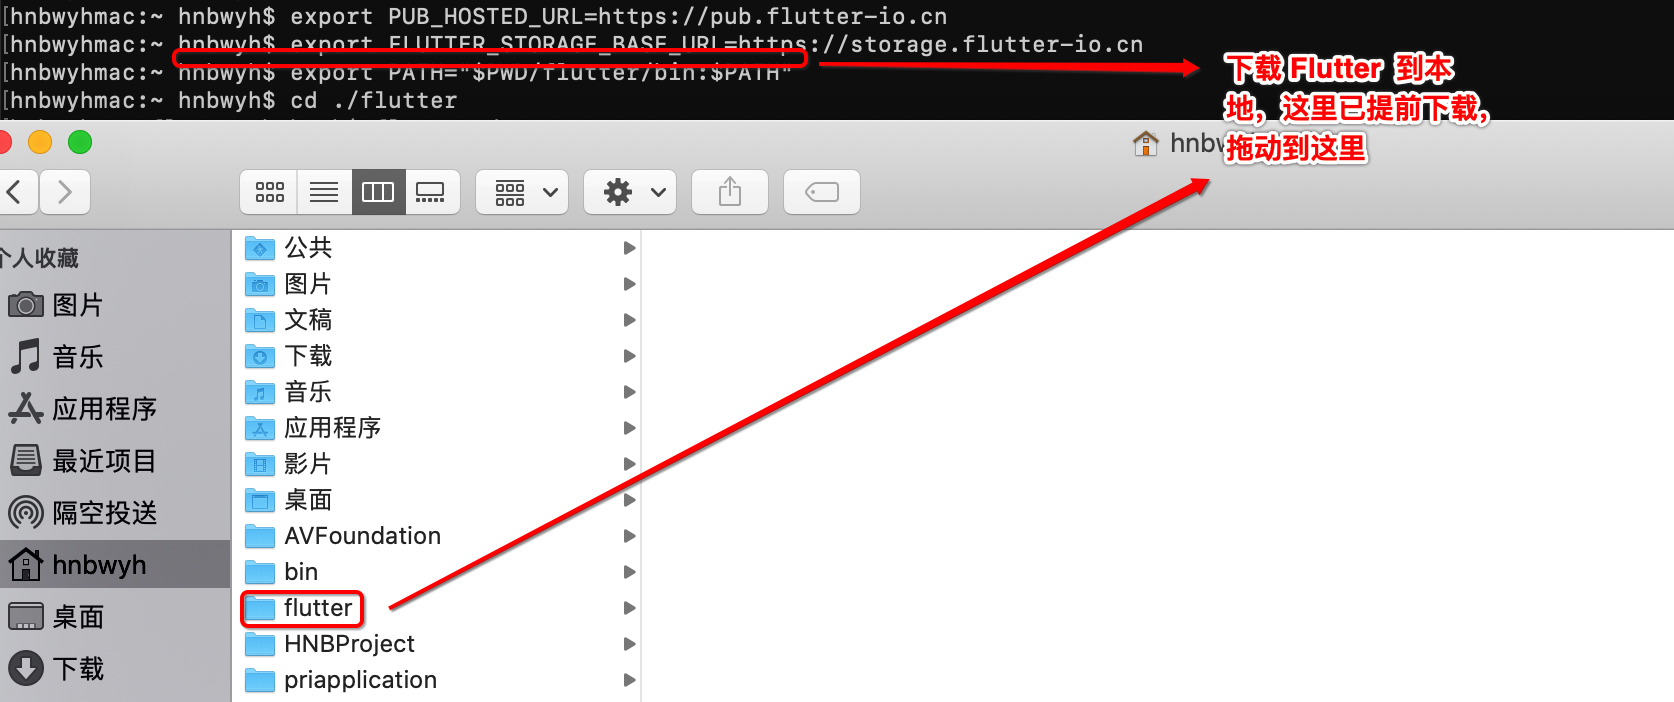 [hnbwyhmac:~ hnbwyh$ export PUB_HOSTED_URL=https://pub.flutter-io.cn
[hnbwyhmac:~ hnbwyh$ export FLUTTER_STORAGE_BASE_URL=https://storage.flutter-io.cn
[hnbwyhmac:~ hnbwyh$ export PATH="$PWD/flutter/bin:$PATH"
[hnbwyhmac:~ hnbwyh$ cd ./flutter
下载 Flutter 到本
地，这里已提前下载，
拖动到这里
个人收藏
图片
音乐
应用程序
最近项目
隔空投送
hnbwyh
桌面
下载
公共
图片
文稿
下载
音乐
应用程序
影片
桌面
AVFoundation
bin
flutter
HNBProject
priapplication